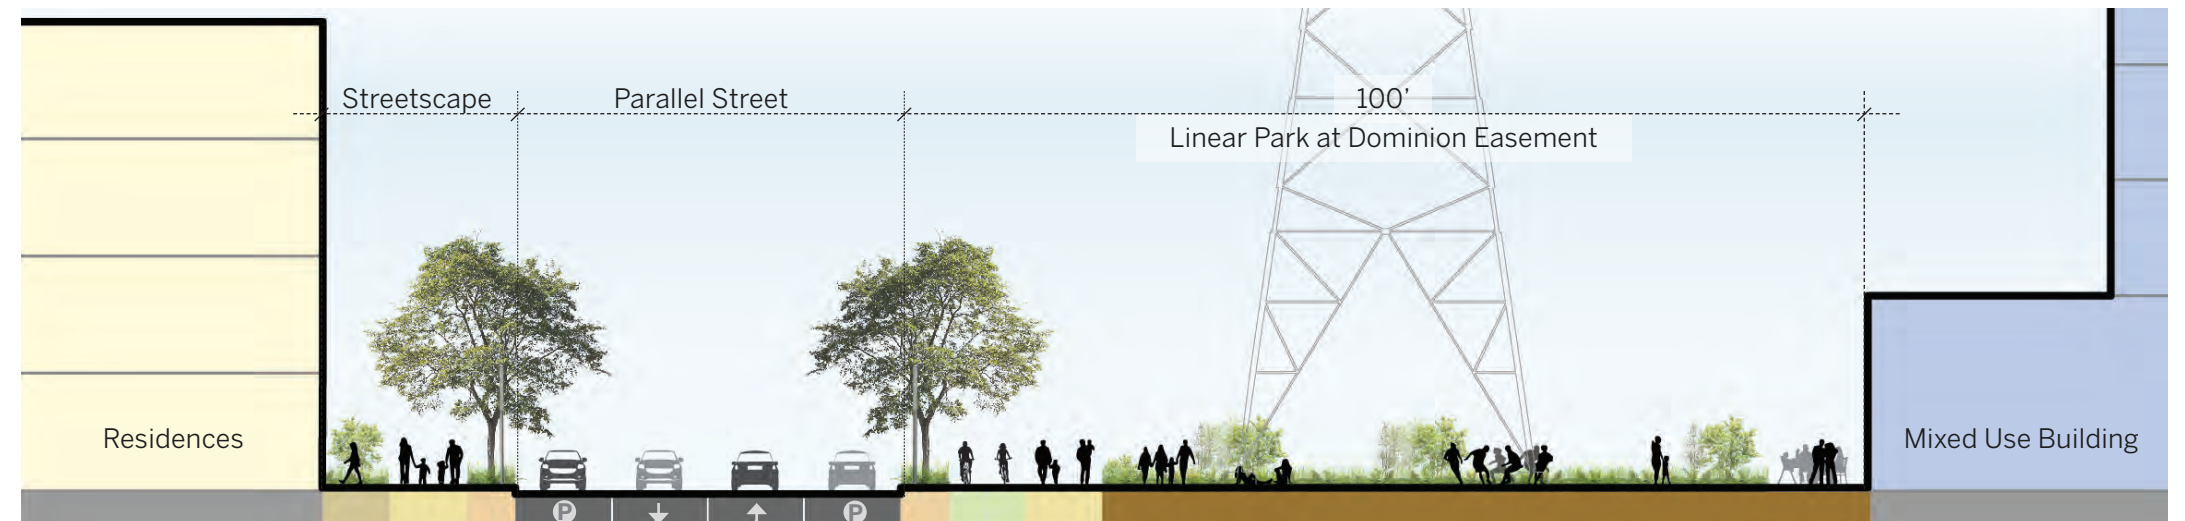 Streetscape
Parallel Street
100’
Linear Park at Dominion Easement
Residences
Mixed Use Building
P
P